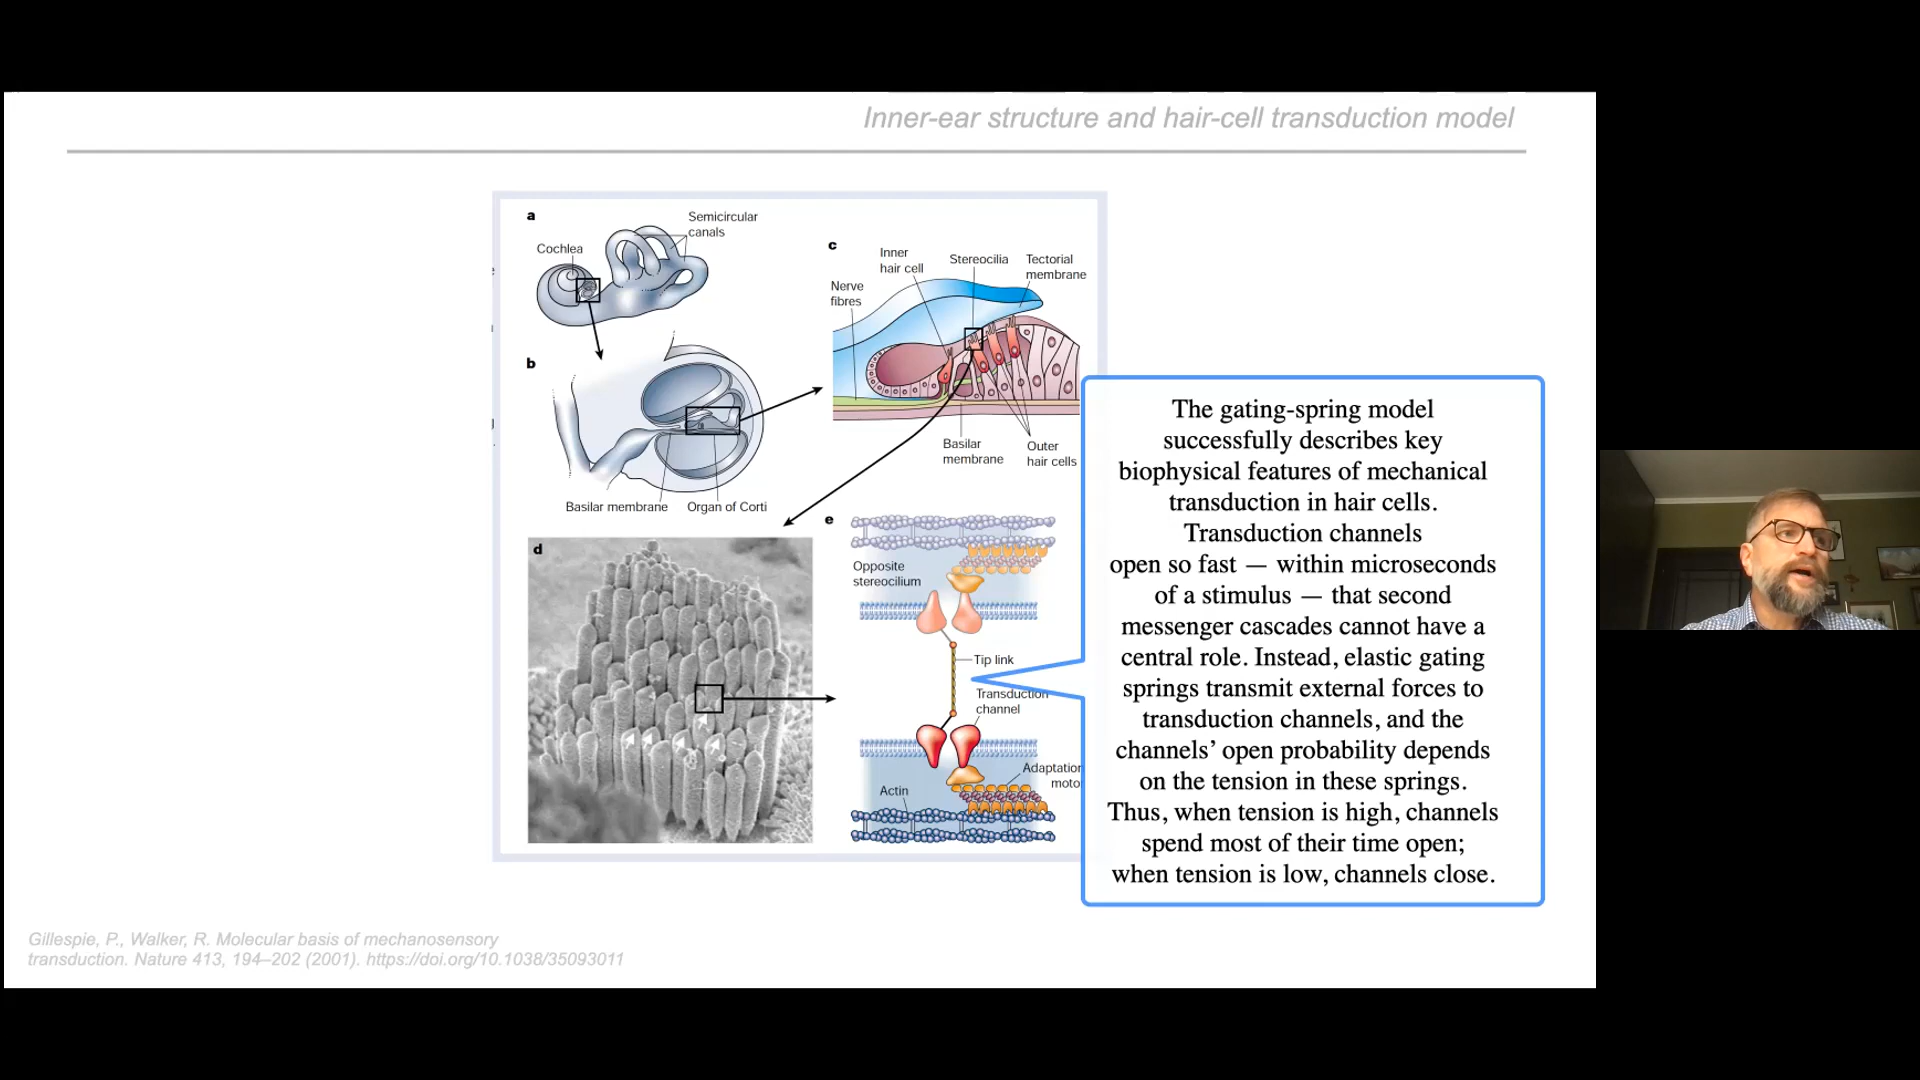 Inner-ear structure and hair-cell transduction model
a
Semicircular
canals
Cochlea
b
Basilar membrane
Organ of Corti
c
Inner
hair cell
Stereocilia
Tectorial
membrane
Nerve
fibres
Basilar
membrane
Outer
hair cells
d
e
Opposite
stereocilium
Tip link
Transduction
channel
Adaptation
moto
Actin
The gating-spring model
successfully describes key
biophysical features of mechanical
transduction in hair cells.
Transduction channels
open so fast — within microseconds
of a stimulus — that second
messenger cascades cannot have a
central role. Instead, elastic gating
springs transmit external forces to
transduction channels, and the
channels’ open probability depends
on the tension in these springs.
Thus, when tension is high, channels
spend most of their time open;
when tension is low, channels close.
Gillespie, P., Walker, R. Molecular basis of mechanosensory
transduction. Nature 413, 194–202 (2001). https://doi.org/10.1038/35093011